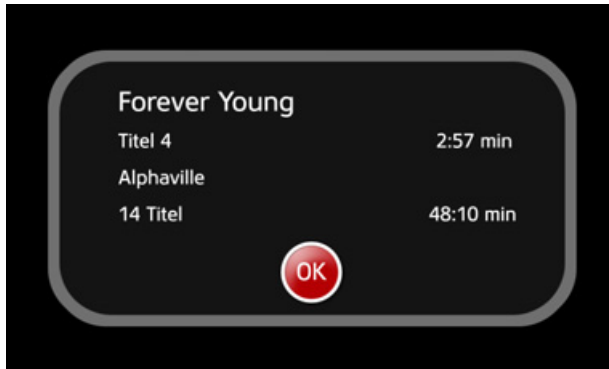 Forever Young
Titel 4 2:57 min
Alphaville
14 Titel 48:10 min
OK